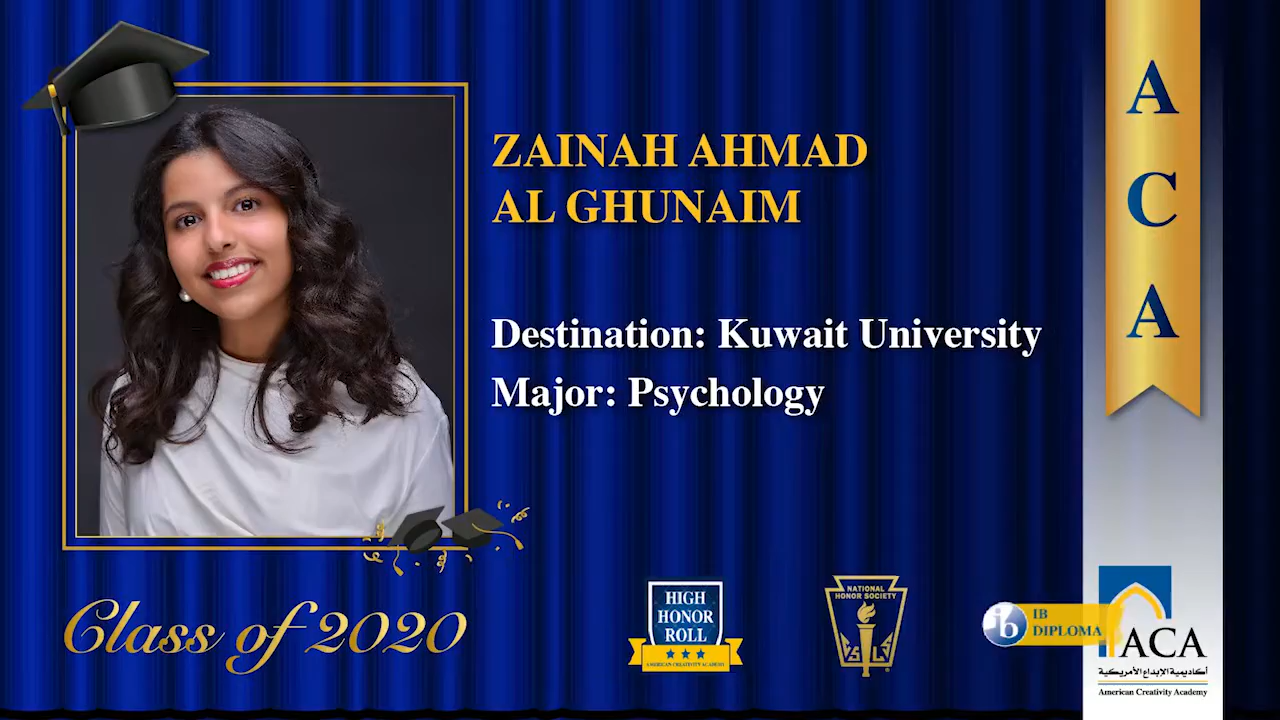 ZAINAH AHMAD
AL GHUNAIM
Destination: Kuwait University
Major: Psychology
Class of 2020
HIGH
HONOR
ROLL
AMERICAN CREATIVITY ACADEMY
NATIONAL
HONOR SOCIETY
ib
IB
DIPLOMA
A
C
A
ACA
أكاديمية الإبداع الأمريكية
American Creativity Academy